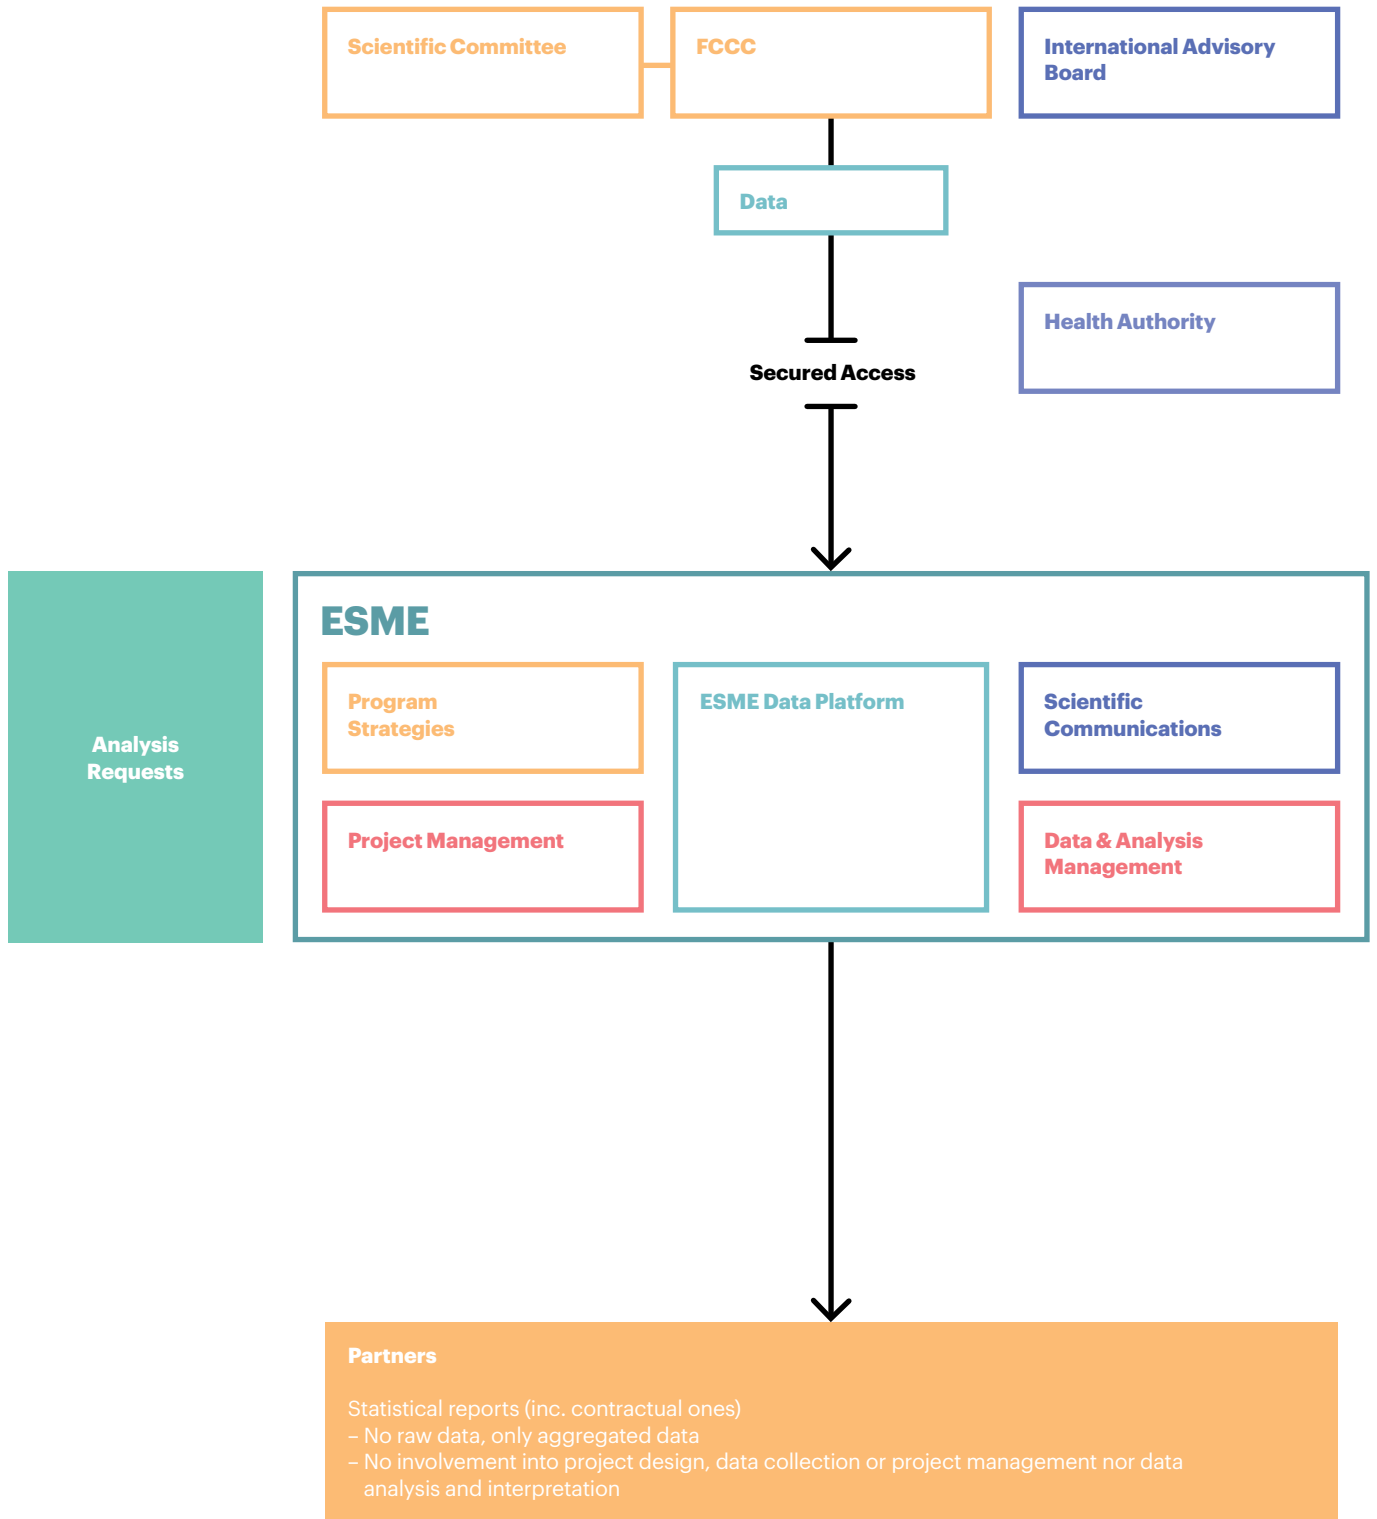 Scientific Committee
FCCC
International Advisory
Board
Data
Health Authority
Secured Access
Analysis
Requests
ESME
Program
Strategies
ESME Data Platform
Scientific
Communications
Project Management
Data & Analysis
Management
Partners
Statistical reports (inc. contractual ones)
– No raw data, only aggregated data
– No involvement into project design, data collection or project management nor data
analysis and interpretation